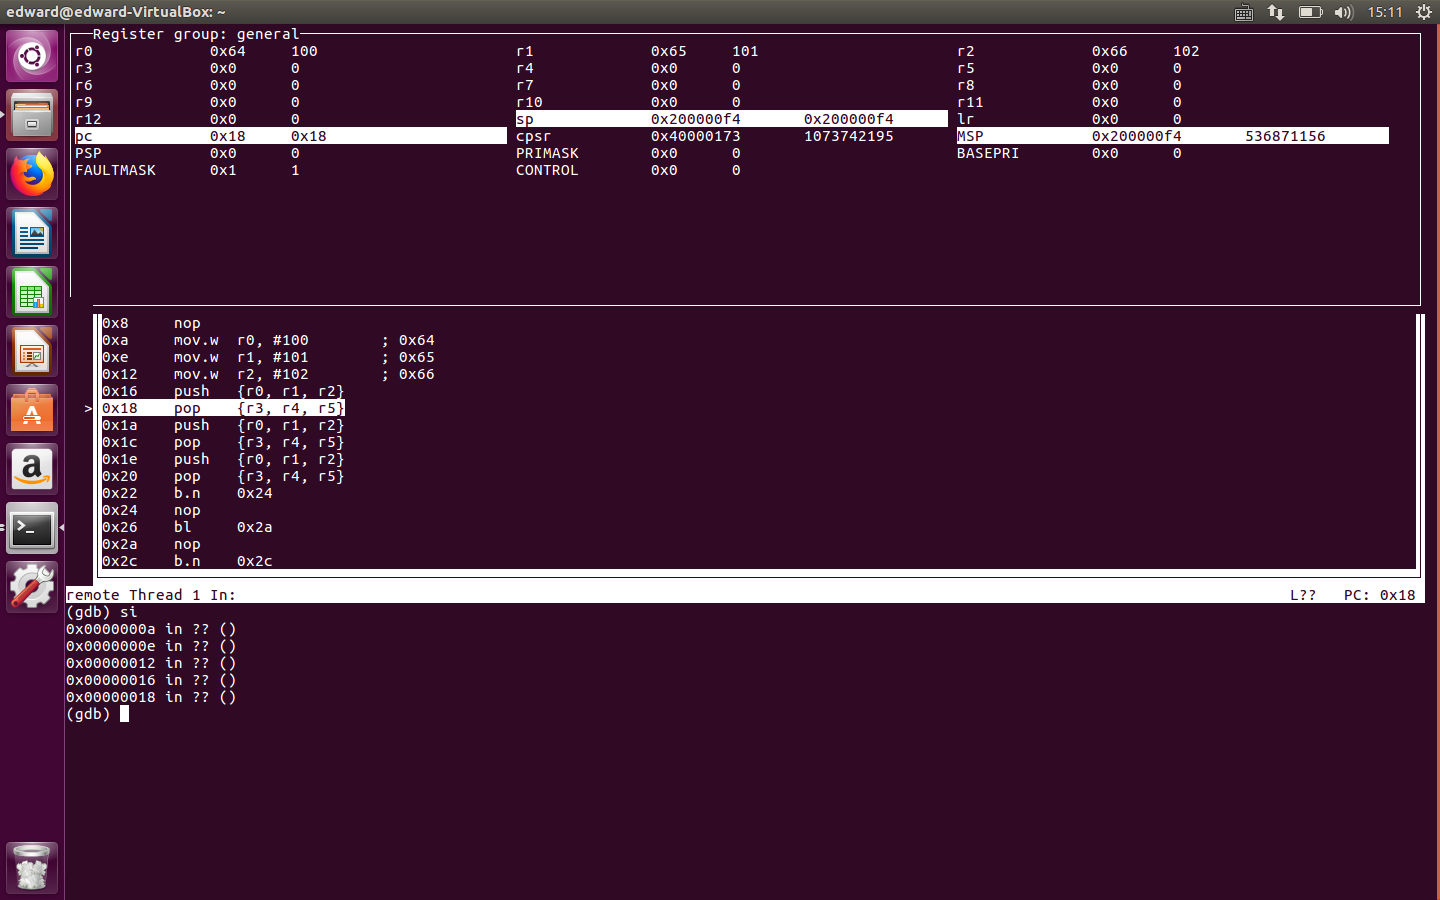 edward@edward-VirtualBox: ~ 15:11
Register group: general
r0 0x64 100 r1 0x65 101 r2 0x66 102
r3 0x0 0 r4 0x0 0 r5 0x0 0
r6 0x0 0 r7 0x0 0 r8 0x0 0
r9 0x0 0 r10 0x0 0 r11 0x0 0
r12 0x0 0 sp 0x200000f4 0x200000f4 lr 0x0 0
pc 0x18 0x18 cpsr 0x40000173 1073742195 MSP 0x200000f4 536871156
PSP 0x0 0 PRIMASK 0x0 0 BASEPRI 0x0 0
FAULTMASK 0x1 1 CONTROL 0x0 0
0x8 nop
0xa mov.w r0, #100 ; 0x64
0xe mov.w r1, #101 ; 0x65
0x12 mov.w r2, #102 ; 0x66
0x16 push {r0, r1, r2}
> 0x18 pop {r3, r4, r5}
0x1a push {r0, r1, r2}
0x1c pop {r3, r4, r5}
0x1e push {r0, r1, r2}
0x20 pop {r3, r4, r5}
0x22 b.n 0x24
0x24 nop
0x26 bl 0x2a
0x2a nop
0x2c b.n 0x2c
remote Thread 1 In: L?? PC: 0x18
(gdb) si
0x0000000a in ?? ()
0x0000000e in ?? ()
0x00000012 in ?? ()
0x00000016 in ?? ()
0x00000018 in ?? ()
(gdb)